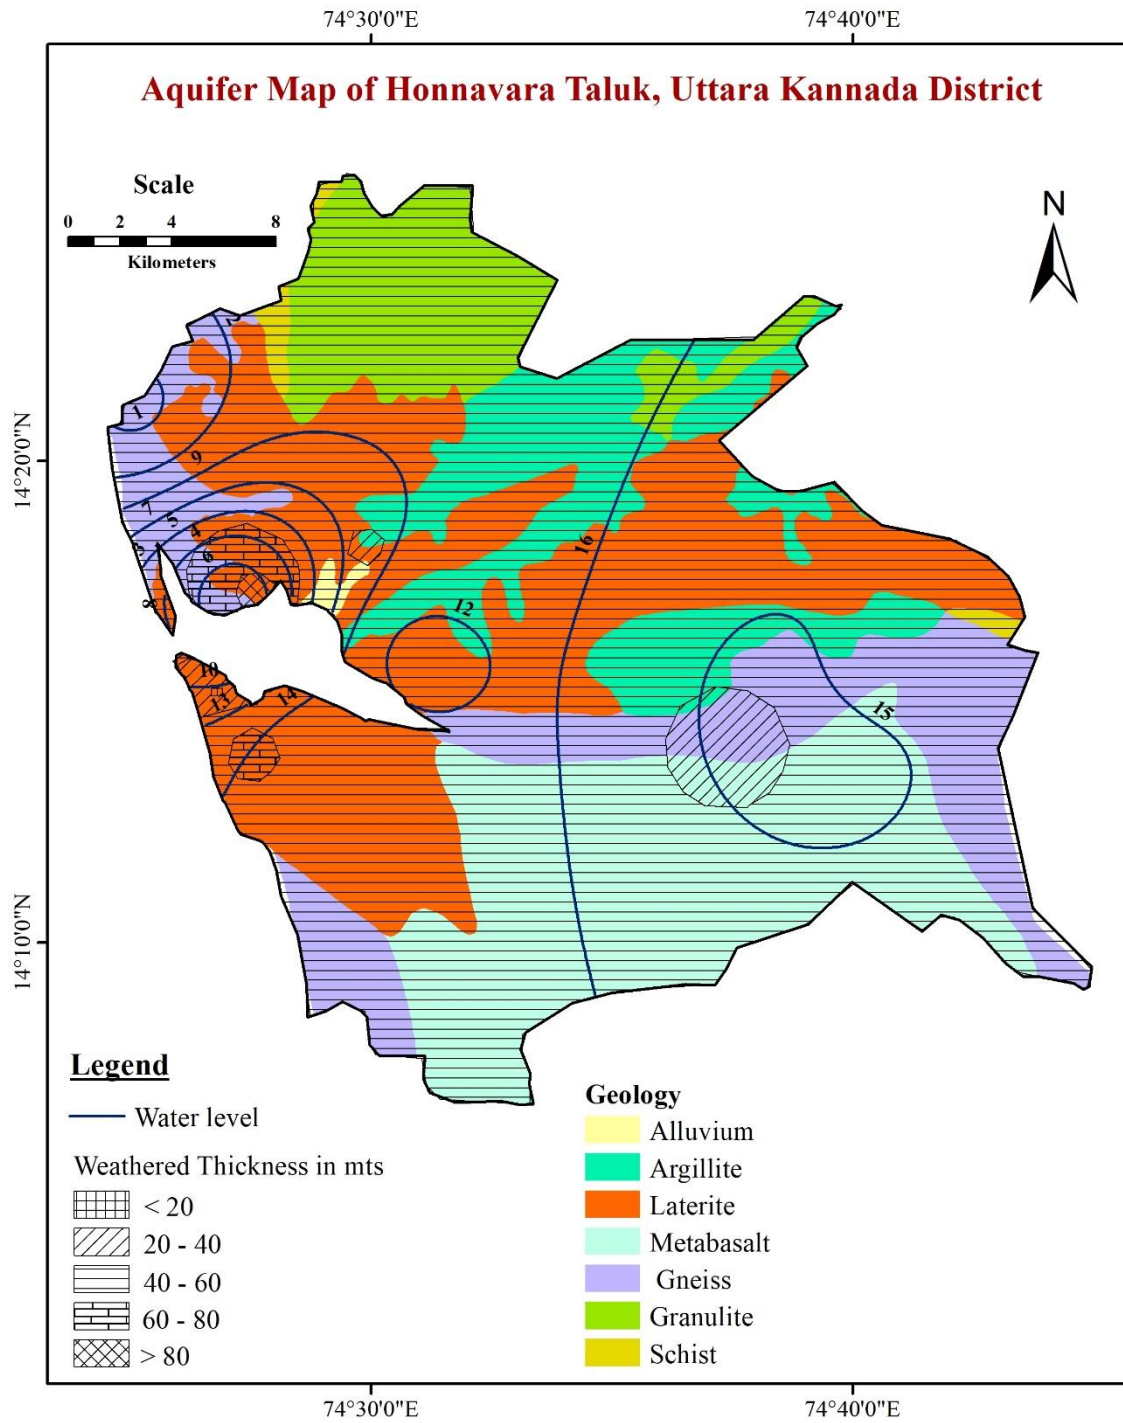 74°30'0"E 74°40'0"E
Aquifer Map of Honnavara Taluk, Uttara Kannada District
Scale
0 2 4 8
Kilometers
N
2
1
14°20'0"N
9
7
5
4
3
6
16
8
12
10
13
14
15
14°10'0"N
Legend
Water level
Weathered Thickness in mts
< 20
20 - 40
40 - 60
60 - 80
> 80
Geology
Alluvium
Argillite
Laterite
Metabasalt
Gneiss
Granulite
Schist
74°30'0"E 74°40'0"E